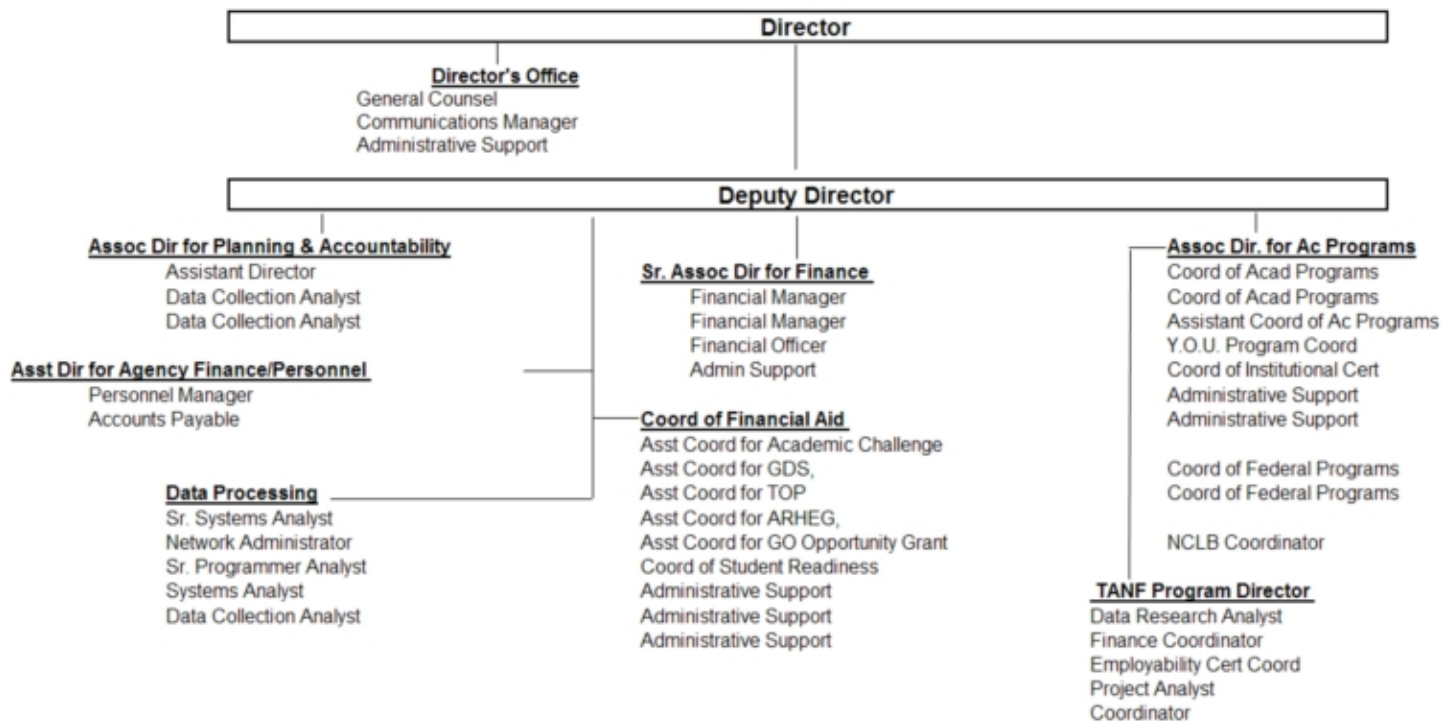 Director
Director's Office
General Counsel
Communications Manager
Administrative Support
Deputy Director
Assoc Dir for Planning & Accountability
Assistant Director
Data Collection Analyst
Data Collection Analyst
Asst Dir for Agency Finance/Personnel
Personnel Manager
Accounts Payable
Data Processing
Sr. Systems Analyst
Network Administrator
Sr. Programmer Analyst
Systems Analyst
Data Collection Analyst
Sr. Assoc Dir for Finance
Financial Manager
Financial Manager
Financial Officer
Admin Support
Coord of Financial Aid
Asst Coord for Academic Challenge
Asst Coord for GDS,
Asst Coord for TOP
Asst Coord for ARHEG,
Asst Coord for GO Opportunity Grant
Coord of Student Readiness
Administrative Support
Administrative Support
Administrative Support
Assoc Dir. for Ac Programs
Coord of Acad Programs
Coord of Acad Programs
Assistant Coord of Ac Programs
Y.O.U. Program Coord
Coord of Institutional Cert
Administrative Support
Administrative Support
Coord of Federal Programs
Coord of Federal Programs
NCLB Coordinator
TANF Program Director
Data Research Analyst
Finance Coordinator
Employability Cert Coord
Project Analyst
Coordinator